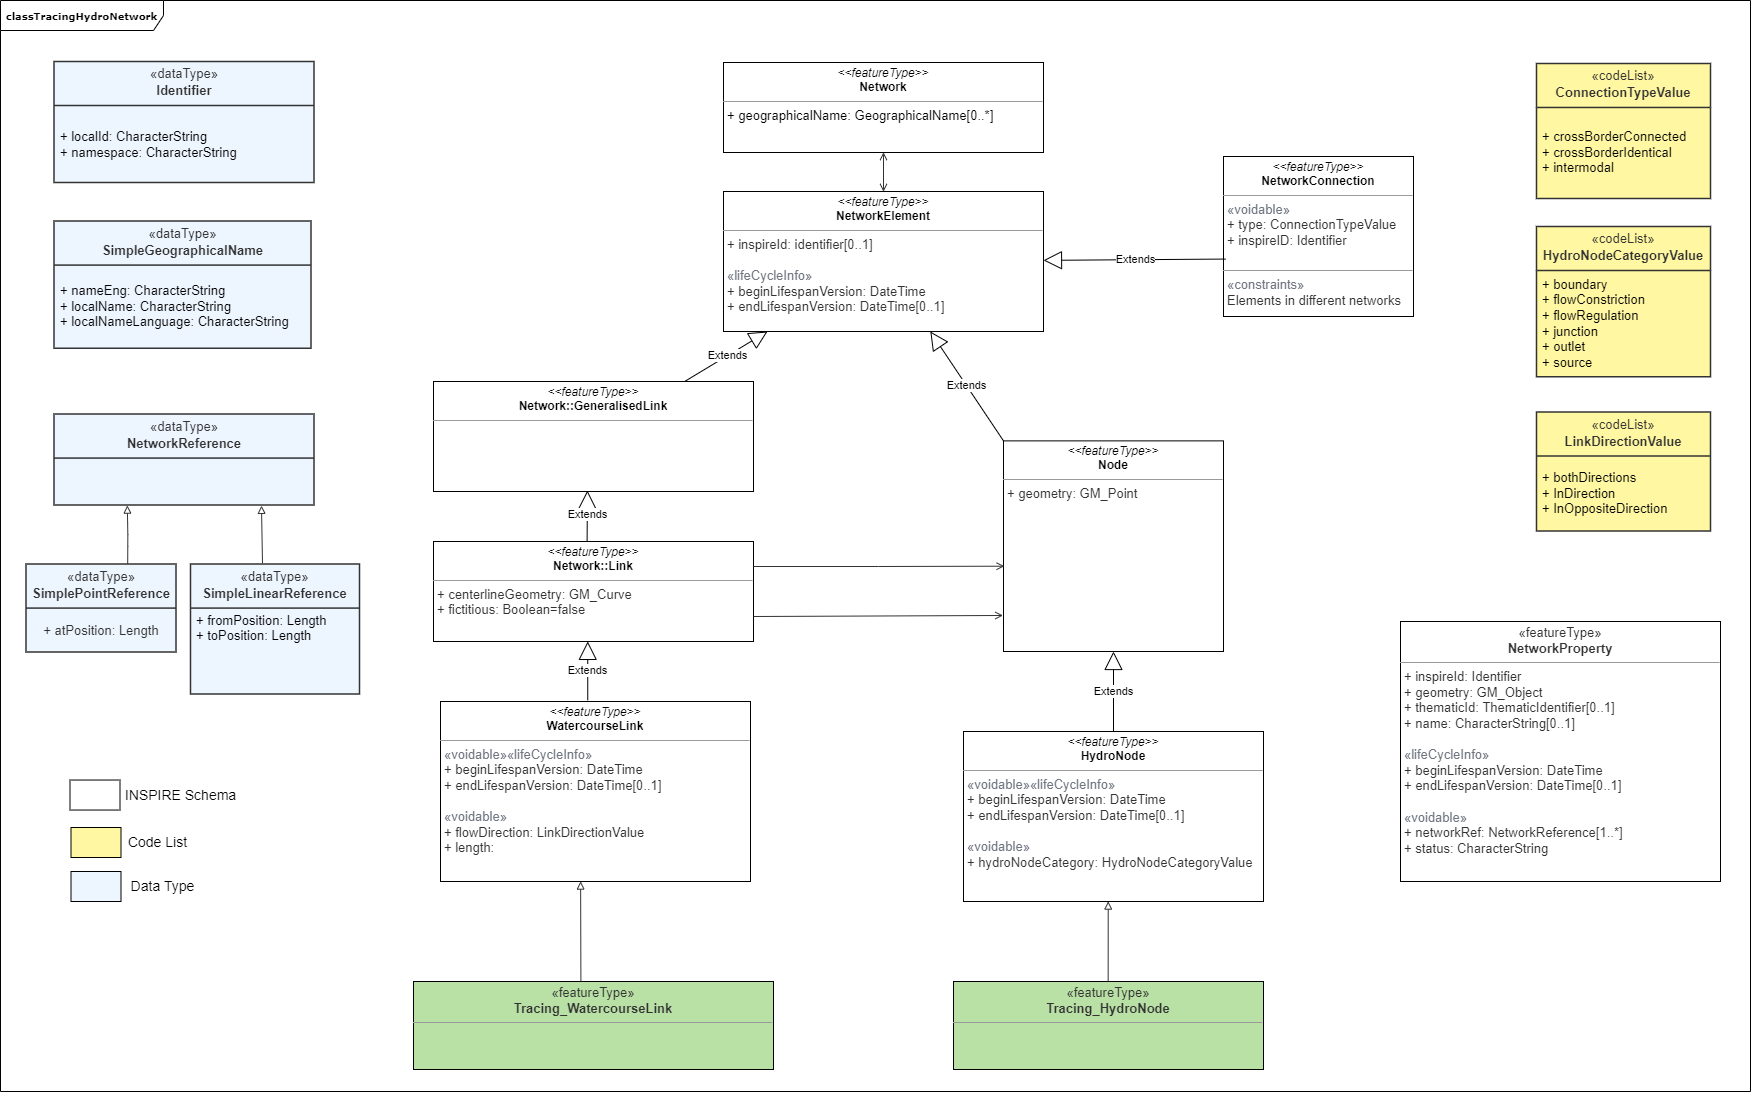 classTracingHydroNetwork
«dataType»
Identifier
+ localId: CharacterString
+ namespace: CharacterString
«dataType»
SimpleGeographicalName
+ nameEng: CharacterString
+ localName: CharacterString
+ localNameLanguage: CharacterString
«dataType»
NetworkReference
«dataType»
SimplePointReference
+ atPosition: Length
«dataType»
SimpleLinearReference
+ fromPosition: Length
+ toPosition: Length
INSPIRE Schema
Code List
Data Type
<<featureType>>
Network
+ geographicalName: GeographicalName[0..*]
<<featureType>>
NetworkElement
+ inspireId: identifier[0..1]
«lifeCycleInfo»
+ beginLifespanVersion: DateTime
+ endLifespanVersion: DateTime[0..1]
<<featureType>>
NetworkConnection
«voidable»
+ type: ConnectionTypeValue
+ inspireID: Identifier
«constraints»
Elements in different networks
Extends
Extends
Extends
<<featureType>>
Network::GeneralisedLink
Extends
<<featureType>>
Network::Link
+ centerlineGeometry: GM_Curve
+ fictitious: Boolean=false
Extends
<<featureType>>
WatercourseLink
«voidable»«lifeCycleInfo»
+ beginLifespanVersion: DateTime
+ endLifespanVersion: DateTime[0..1]
«voidable»
+ flowDirection: LinkDirectionValue
+ length:
«featureType»
Tracing_WatercourseLink
<<featureType>>
Node
+ geometry: GM_Point
Extends
<<featureType>>
HydroNode
«voidable»«lifeCycleInfo»
+ beginLifespanVersion: DateTime
+ endLifespanVersion: DateTime[0..1]
«voidable»
+ hydroNodeCategory: HydroNodeCategoryValue
«featureType»
Tracing_HydroNode
«codeList»
ConnectionTypeValue
+ crossBorderConnected
+ crossBorderIdentical
+ intermodal
«codeList»
HydroNodeCategoryValue
+ boundary
+ flowConstriction
+ flowRegulation
+ junction
+ outlet
+ source
«codeList»
LinkDirectionValue
+ bothDirections
+ InDirection
+ InOppositeDirection
«featureType»
NetworkProperty
+ inspireId: Identifier
+ geometry: GM_Object
+ thematicId: ThematicIdentifier[0..1]
+ name: CharacterString[0..1]
«lifeCycleInfo»
+ beginLifespanVersion: DateTime
+ endLifespanVersion: DateTime[0..1]
«voidable»
+ networkRef: NetworkReference[1..*]
+ status: CharacterString